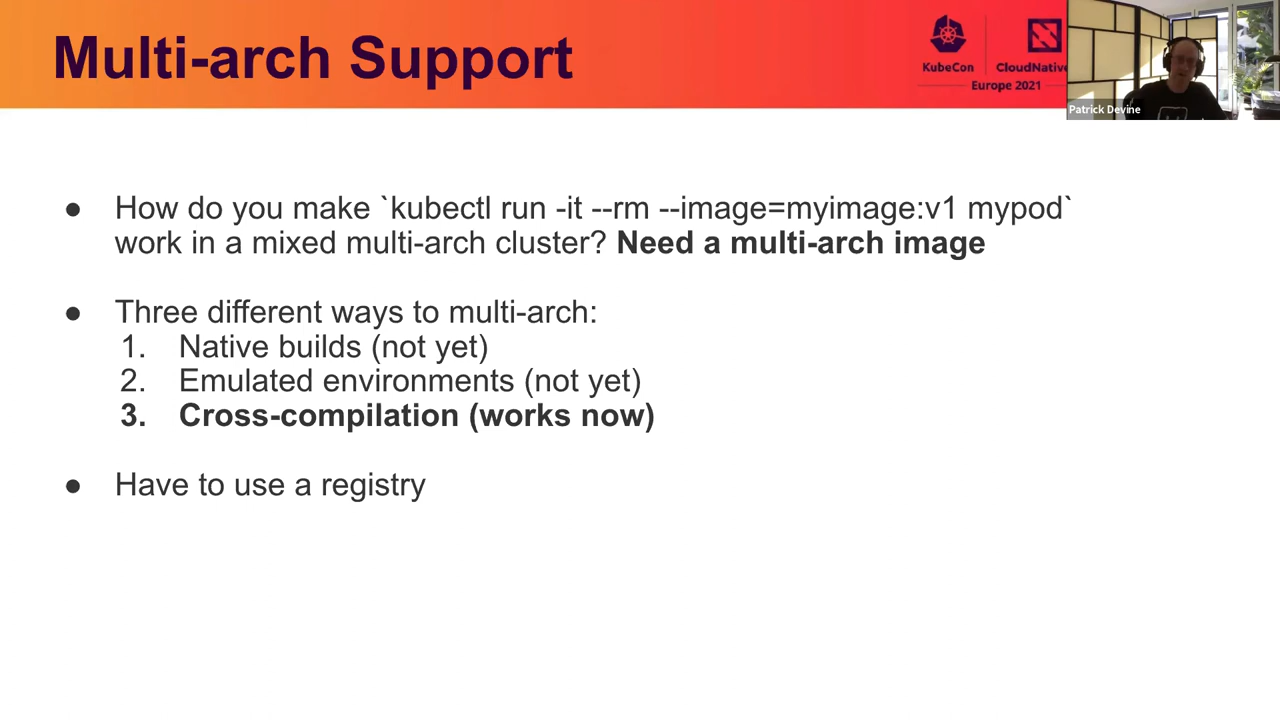 Multi-arch Support
KubeCon
CloudNative
Europe 2021
Patrick Devine
● How do you make `kubectl run -it --rm --image=myimage:v1 mypod`
work in a mixed multi-arch cluster? Need a multi-arch image
● Three different ways to multi-arch:
1. Native builds (not yet)
2. Emulated environments (not yet)
3. Cross-compilation (works now)
● Have to use a registry